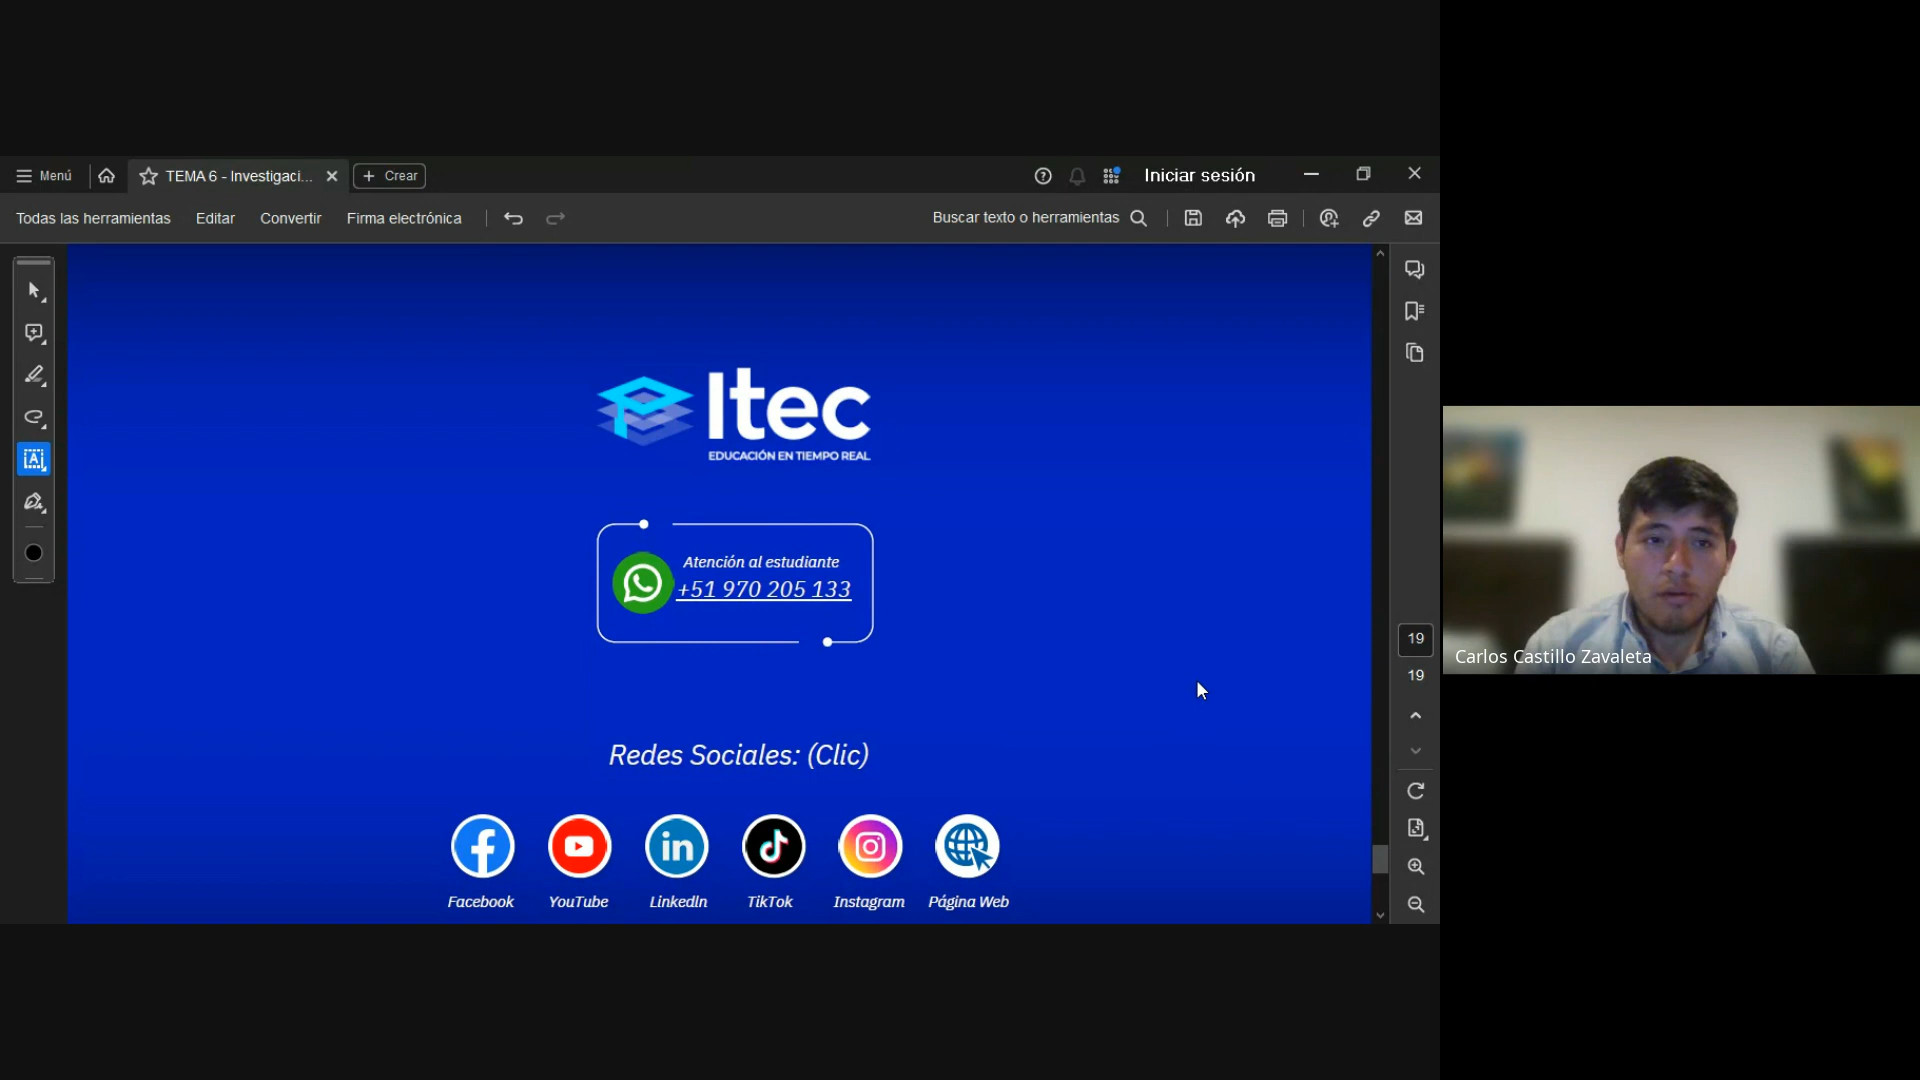 Menú
TEMA 6 - Investigaci...
Crear
Iniciar sesión
Todas las herramientas
Editar
Convertir
Firma electrónica
Buscar texto o herramientas
Itec
EDUCACIÓN EN TIEMPO REAL
Atención al estudiante
+51 970 205 133
Redes Sociales: (Clic)
Facebook
YouTube
LinkedIn
TikTok
Instagram
Página Web
19
19
Carlos Castillo Zavaleta